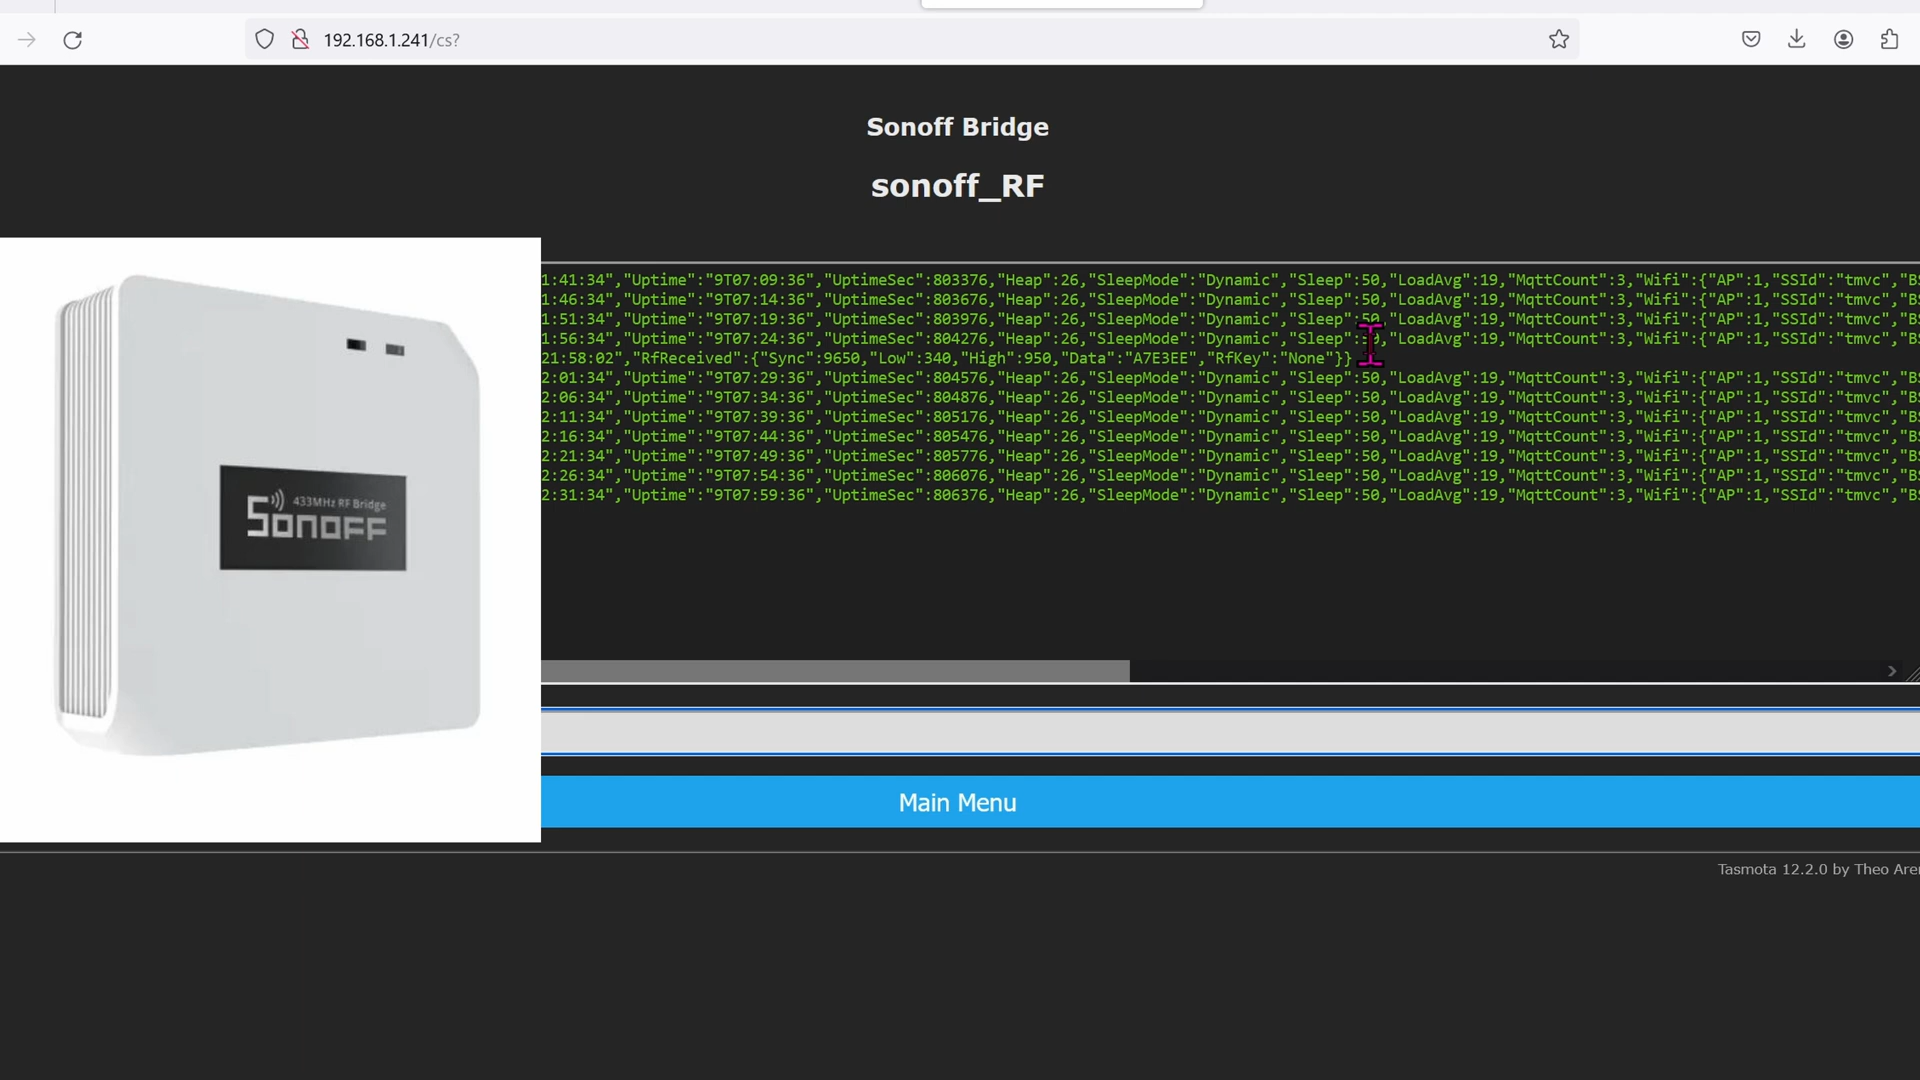 192.168.1.241/cs?
Sonoff Bridge
sonoff_RF
1:41:34","Uptime":"9T07:09:36","UptimeSec":803376,"Heap":26,"SleepMode":"Dynamic","Sleep":50,"LoadAvg":19,"MqttCount":3,"Wifi":{"AP":1,"SSId":"tmvc","BS
1:46:34","Uptime":"9T07:14:36","UptimeSec":803676,"Heap":26,"SleepMode":"Dynamic","Sleep":50,"LoadAvg":19,"MqttCount":3,"Wifi":{"AP":1,"SSId":"tmvc","BS
1:51:34","Uptime":"9T07:19:36","UptimeSec":803976,"Heap":26,"SleepMode":"Dynamic","Sleep":50,"LoadAvg":19,"MqttCount":3,"Wifi":{"AP":1,"SSId":"tmvc","BS
1:56:34","Uptime":"9T07:24:36","UptimeSec":804276,"Heap":26,"SleepMode":"Dynamic","Sleep":50,"LoadAvg":19,"MqttCount":3,"Wifi":{"AP":1,"SSId":"tmvc","BS
21:58:02","RfReceived":{"Sync":9650,"Low":340,"High":950,"Data":"A7E3EE","RfKey":"None"}}
2:01:34","Uptime":"9T07:29:36","UptimeSec":804576,"Heap":26,"SleepMode":"Dynamic","Sleep":50,"LoadAvg":19,"MqttCount":3,"Wifi":{"AP":1,"SSId":"tmvc","BS
2:06:34","Uptime":"9T07:34:36","UptimeSec":804876,"Heap":26,"SleepMode":"Dynamic","Sleep":50,"LoadAvg":19,"MqttCount":3,"Wifi":{"AP":1,"SSId":"tmvc","BS
2:11:34","Uptime":"9T07:39:36","UptimeSec":805176,"Heap":26,"SleepMode":"Dynamic","Sleep":50,"LoadAvg":19,"MqttCount":3,"Wifi":{"AP":1,"SSId":"tmvc","BS
2:16:34","Uptime":"9T07:44:36","UptimeSec":805476,"Heap":26,"SleepMode":"Dynamic","Sleep":50,"LoadAvg":19,"MqttCount":3,"Wifi":{"AP":1,"SSId":"tmvc","BS
2:21:34","Uptime":"9T07:49:36","UptimeSec":805776,"Heap":26,"SleepMode":"Dynamic","Sleep":50,"LoadAvg":19,"MqttCount":3,"Wifi":{"AP":1,"SSId":"tmvc","BS
2:26:34","Uptime":"9T07:54:36","UptimeSec":806076,"Heap":26,"SleepMode":"Dynamic","Sleep":50,"LoadAvg":19,"MqttCount":3,"Wifi":{"AP":1,"SSId":"tmvc","BS
2:31:34","Uptime":"9T07:59:36","UptimeSec":806376,"Heap":26,"SleepMode":"Dynamic","Sleep":50,"LoadAvg":19,"MqttCount":3,"Wifi":{"AP":1,"SSId":"tmvc","BS
433MHz RF Bridge
SONOFF
Main Menu
Tasmota 12.2.0 by Theo Are